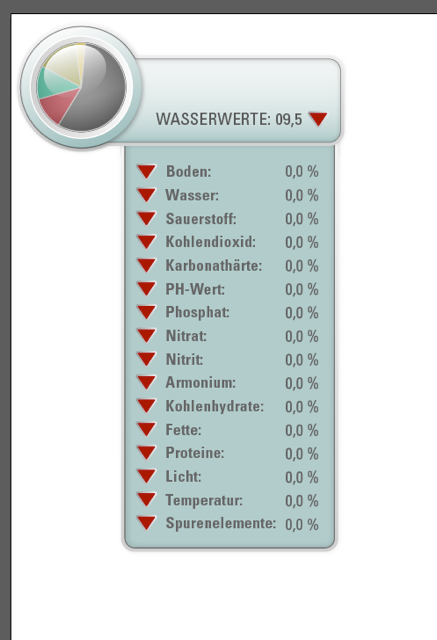 WASSERWERTE: 09,5
Boden: 0,0 %
Wasser: 0,0 %
Sauerstoff: 0,0 %
Kohlendioxid: 0,0 %
Karbonathärte: 0,0 %
PH-Wert: 0,0 %
Phosphat: 0,0 %
Nitrat: 0,0 %
Nitrit: 0,0 %
Armonium: 0,0 %
Kohlenhydrate: 0,0 %
Fette: 0,0 %
Proteine: 0,0 %
Licht: 0,0 %
Temperatur: 0,0 %
Spurenelemente: 0,0 %